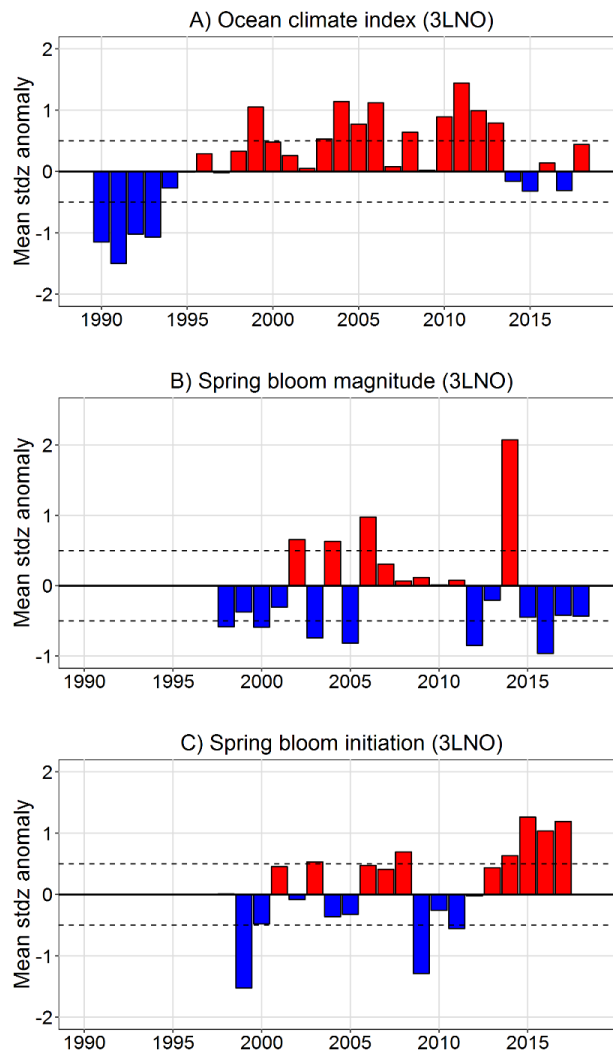 A) Ocean climate index (3LNO)
Mean stdz anomaly
2
1
0
-1
-2
1990 1995 2000 2005 2010 2015
B) Spring bloom magnitude (3LNO)
Mean stdz anomaly
2
1
0
-1
1990 1995 2000 2005 2010 2015
C) Spring bloom initiation (3LNO)
Mean stdz anomaly
2
1
0
-1
-2
1990 1995 2000 2005 2010 2015